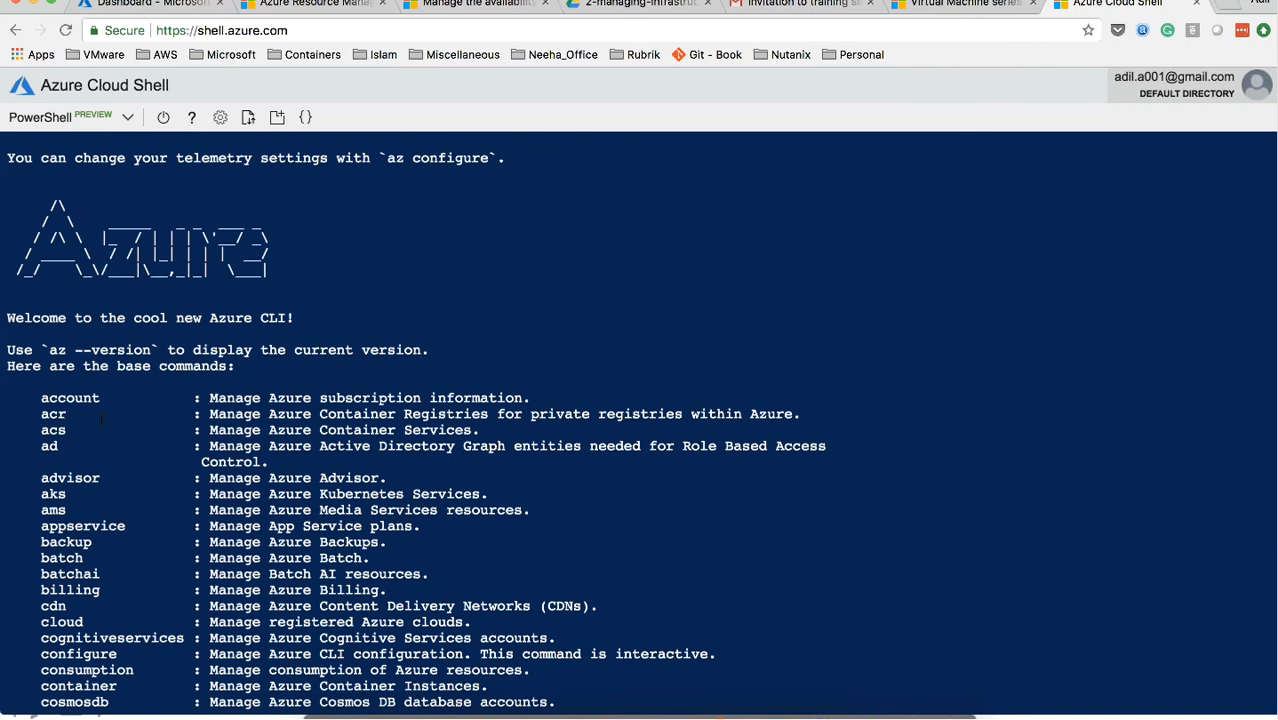 Dashboard - Microsoft
Azure Resource Mana
Manage the availability
z-managing-infrastruc
Invitation to training se
Virtual Machine series
Azure Cloud Shell
Adil
Secure
https://shell.azure.com
Apps
VMware
AWS
Microsoft
Containers
Islam
Miscellaneous
Neeha_Office
Rubrik
Git - Book
Nutanix
Personal
Azure Cloud Shell
adil.a001@gmail.com
DEFAULT DIRECTORY
PowerShell PREVIEW
? {}
You can change your telemetry settings with `az configure`.
Azure
Welcome to the cool new Azure CLI!
Use `az --version` to display the current version.
Here are the base commands:
account : Manage Azure subscription information.
acr : Manage Azure Container Registries for private registries within Azure.
acs : Manage Azure Container Services.
ad : Manage Azure Active Directory Graph entities needed for Role Based Access
Control.
advisor : Manage Azure Advisor.
aks : Manage Azure Kubernetes Services.
ams : Manage Azure Media Services resources.
appservice : Manage App Service plans.
backup : Manage Azure Backups.
batch : Manage Azure Batch.
batchai : Manage Batch AI resources.
billing : Manage Azure Billing.
cdn : Manage Azure Content Delivery Networks (CDNs).
cloud : Manage registered Azure clouds.
cognitiveservices : Manage Azure Cognitive Services accounts.
configure : Manage Azure CLI configuration. This command is interactive.
consumption : Manage consumption of Azure resources.
container : Manage Azure Container Instances.
cosmosdb : Manage Azure Cosmos DB database accounts.